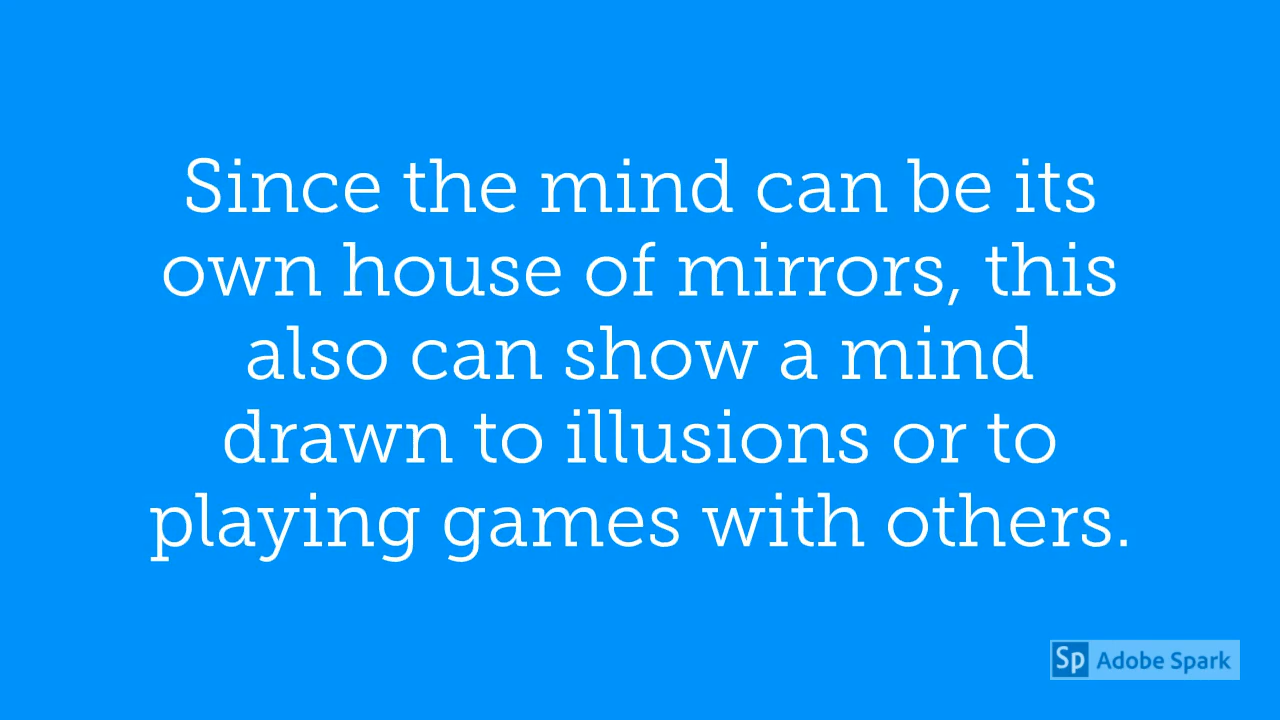 Since the mind can be its
own house of mirrors, this
also can show a mind
drawn to illusions or to
playing games with others.
Sp Adobe Spark